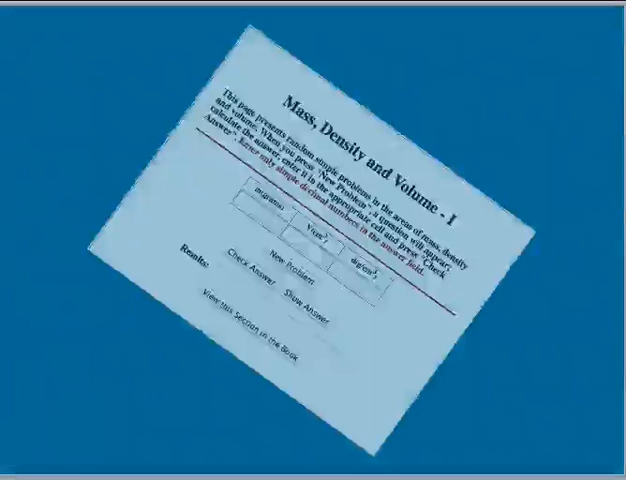 Mass, Density and Volume - I
This page presents random simple problems in the areas of mass, density
and volume. When you press "New Problem", a question will appear;
calculate the answer, enter it in the appropriate cell and press "Check
Answer". Enter only simple decimal numbers in the answer field.
m(grams)
V(cm³)
d(g/cm³)
New Problem
Results:
Check Answer Show Answer
View this Section in the Book